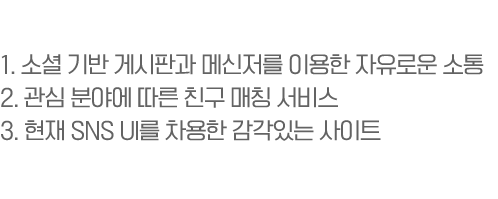 1. 소셜 기반 게시판과 메신저를 이용한 자유로운 소통
2. 관심 분야에 따른 친구 매칭 서비스
3. 현재 SNS UI를 차용한 감각있는 사이트